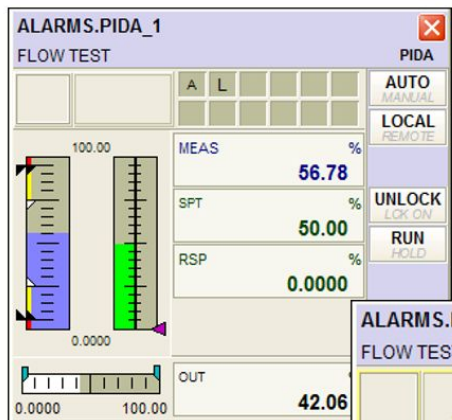 ALARMS.PIDA_1
FLOW TEST
PIDA
A L
AUTO
MANUAL
LOCAL
REMOTE
100.00
MEAS %
56.78
SPT %
50.00
UNLOCK
LCK ON
RSP %
0.0000
RUN
HOLD
0.0000
ALARMS.
FLOW TES
OUT
42.06
0.0000 100.00